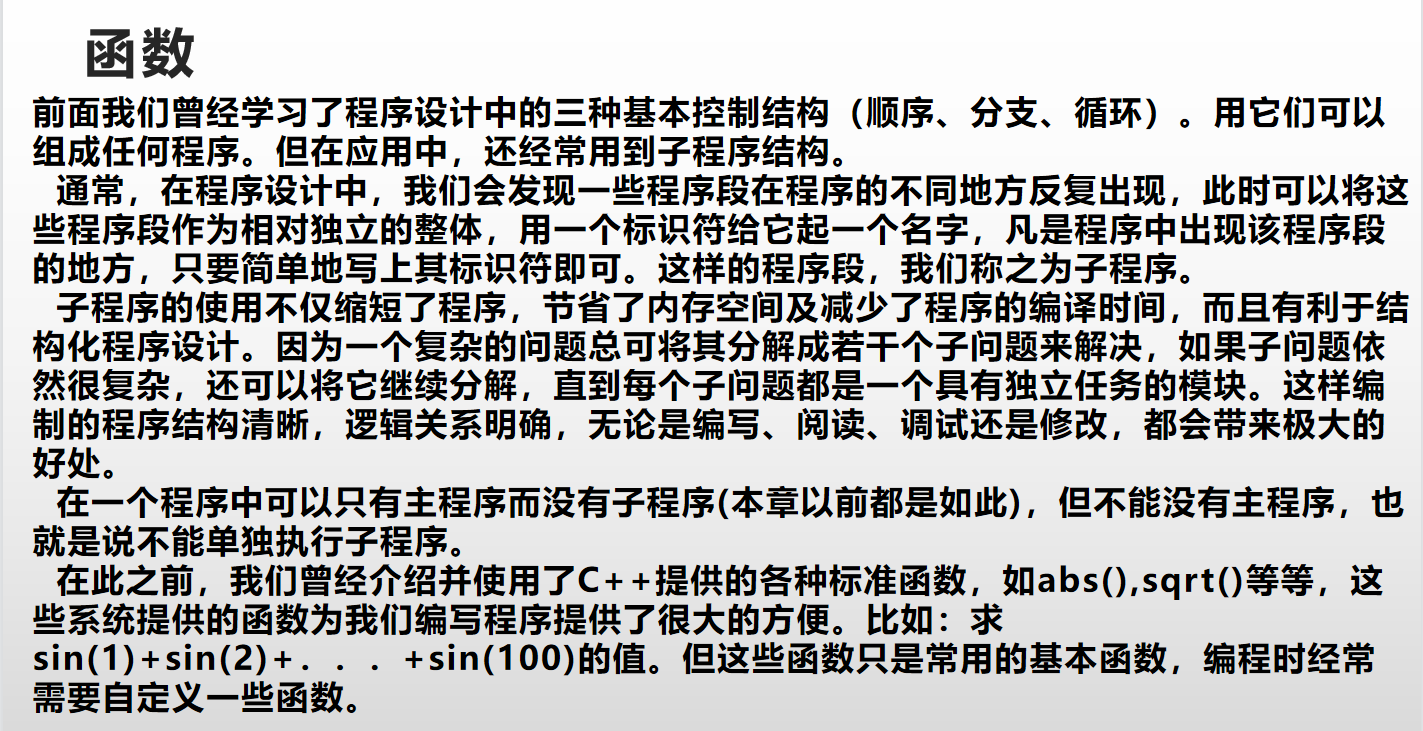 函数
前面我们曾经学习了程序设计中的三种基本控制结构（顺序、分支、循环）。用它们可以
组成任何程序。但在应用中，还经常用到子程序结构。
通常，在程序设计中，我们会发现一些程序段在程序的不同地方反复出现，此时可以将这
些程序段作为相对独立的整体，用一个标识符给它起一个名字，凡是程序中出现该程序段
的地方，只要简单地写上其标识符即可。这样的程序段，我们称之为子程序。
子程序的使用不仅缩短了程序，节省了内存空间及减少了程序的编译时间，而且有利于结
构化程序设计。因为一个复杂的问题总可将其分解成若干个子问题来解决，如果子问题依
然很复杂，还可以将它继续分解，直到每个子问题都是一个具有独立任务的模块。这样编
制的程序结构清晰，逻辑关系明确，无论是编写、阅读、调试还是修改，都会带来极大的
好处。
在一个程序中可以只有主程序而没有子程序(本章以前都是如此)，但不能没有主程序，也
就是说不能单独执行子程序。
在此之前，我们曾经介绍并使用了C++提供的各种标准函数，如abs(),sqrt()等等，这
些系统提供的函数为我们编写程序提供了很大的方便。比如：求
sin(1)+sin(2)+．．．+sin(100)的值。但这些函数只是常用的基本函数，编程时经常
需要自定义一些函数。